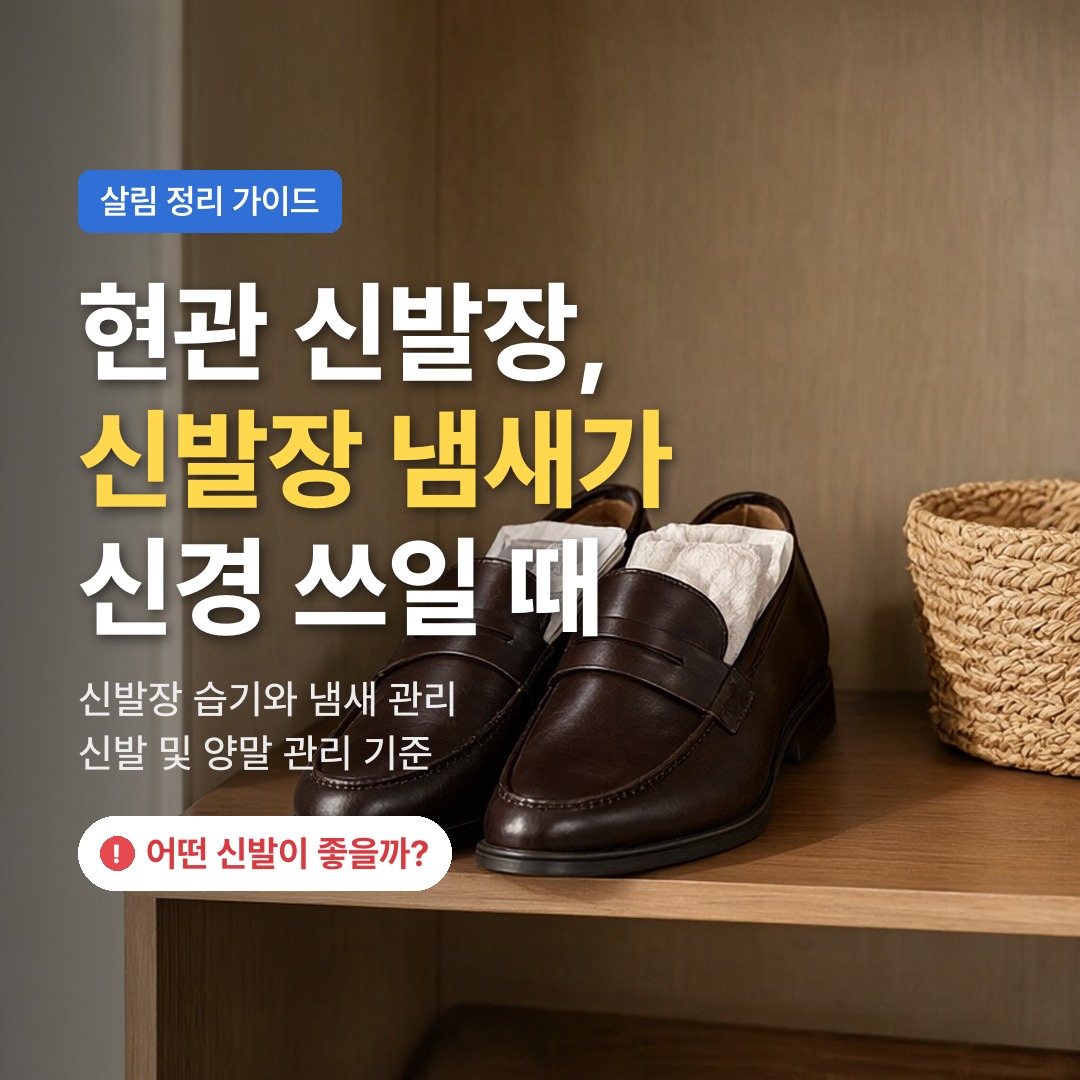 살림 정리 가이드
현관 신발장,
신발장 냄새가
신경 쓰일 때
신발장 습기와 냄새 관리
신발 및 양말 관리 기준
! 어떤 신발이 좋을까?